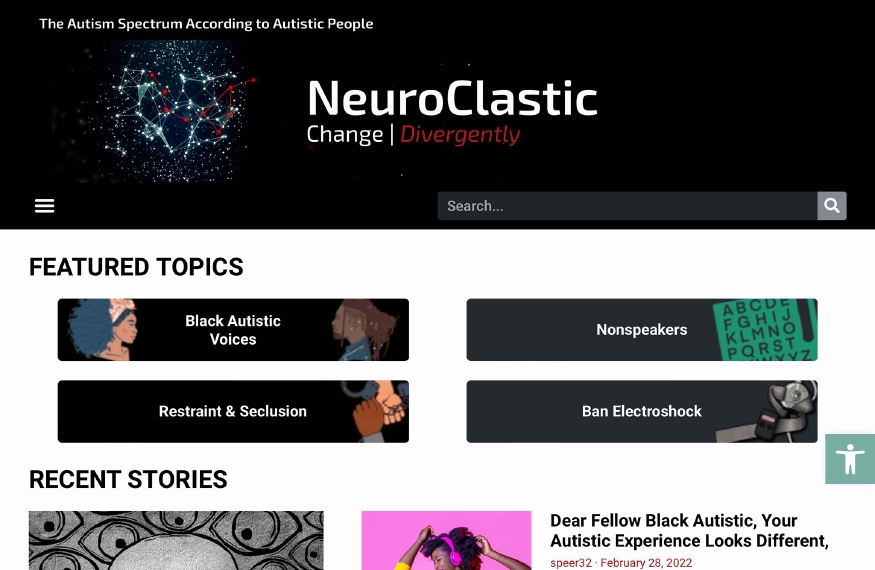 The Autism Spectrum According to Autistic People
NeuroClastic
Change | Divergently
Search...
FEATURED TOPICS
Black Autistic
Voices
Nonspeakers
ABCDE
FGHIJ
KLMNO
PQRST
Restraint & Seclusion
Ban Electroshock
RECENT STORIES
Dear Fellow Black Autistic, Your
Autistic Experience Looks Different,
speer32 · February 28, 2022